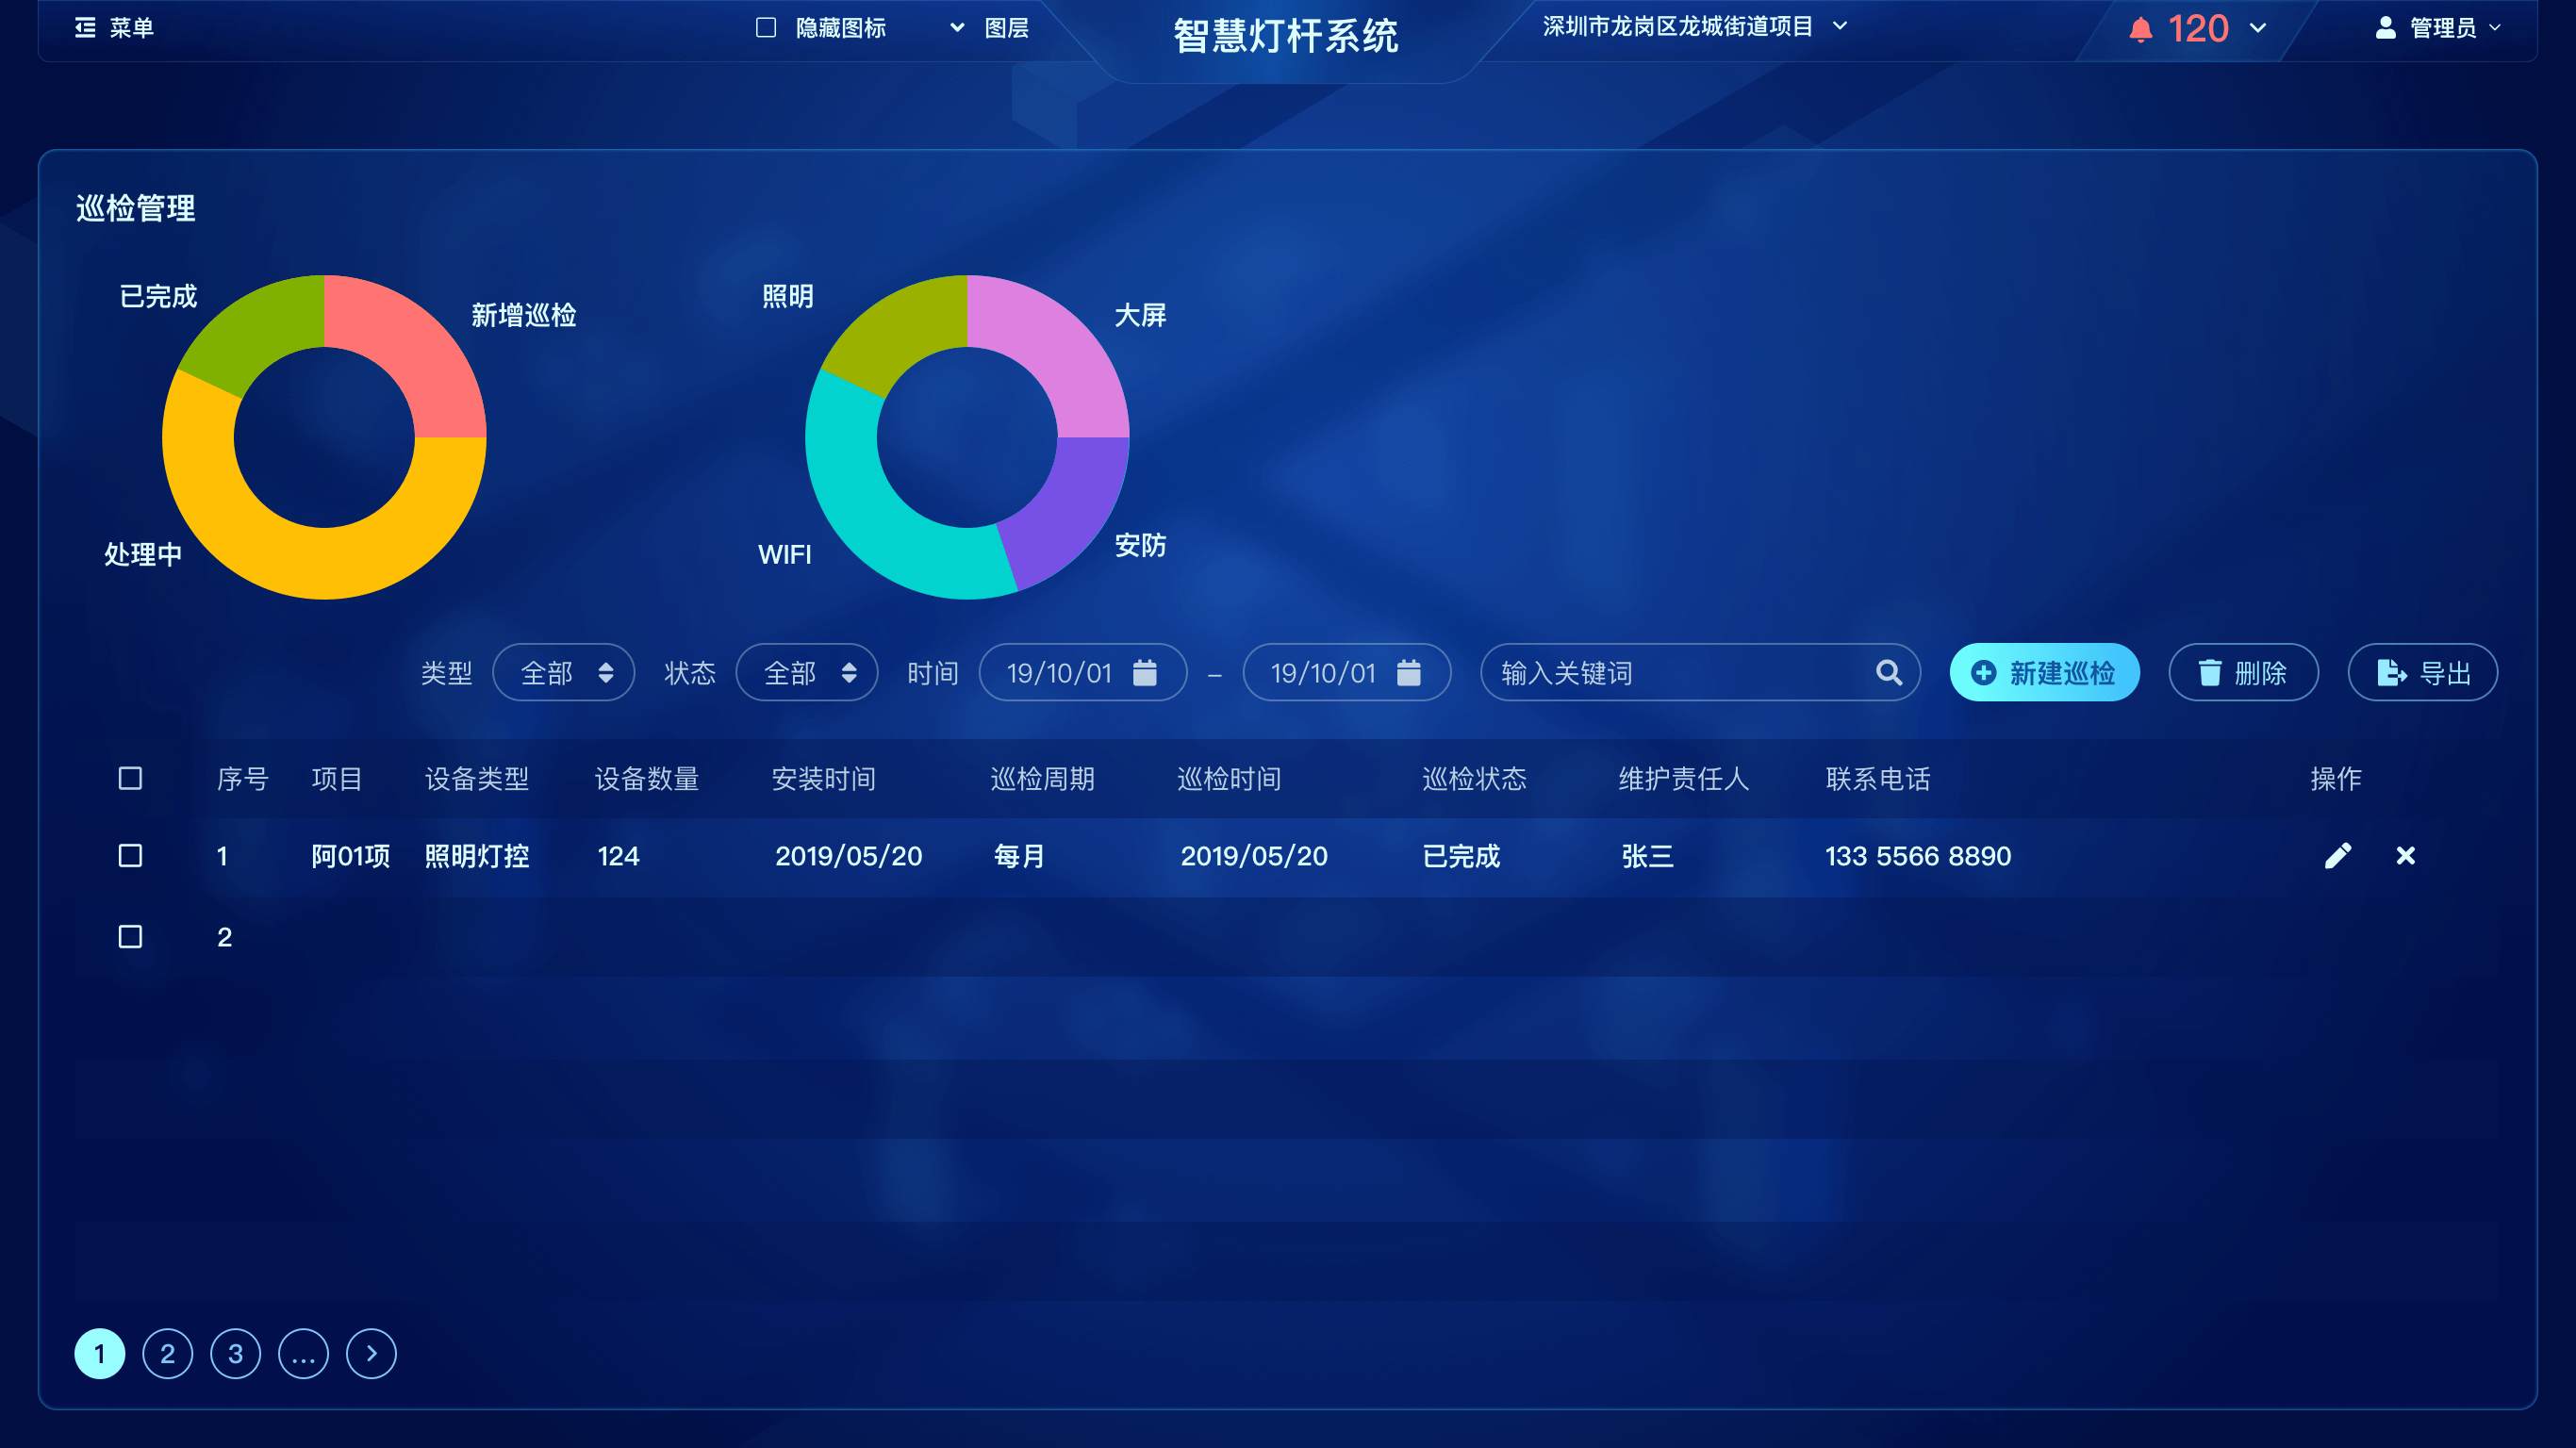 菜单
隐藏图标
图层
智慧灯杆系统
深圳市龙岗区龙城街道项目
120
管理员
巡检管理
已完成
新增巡检
处理中
照明
大屏
WIFI
安防
类型 全部 状态 全部 时间 19/10/01 – 19/10/01 输入关键词 新建巡检 删除 导出
序号 项目 设备类型 设备数量 安装时间 巡检周期 巡检时间 巡检状态 维护责任人 联系电话 操作
1 阿01项 照明灯控 124 2019/05/20 每月 2019/05/20 已完成 张三 133 5566 8890
2
1 2 3 ...